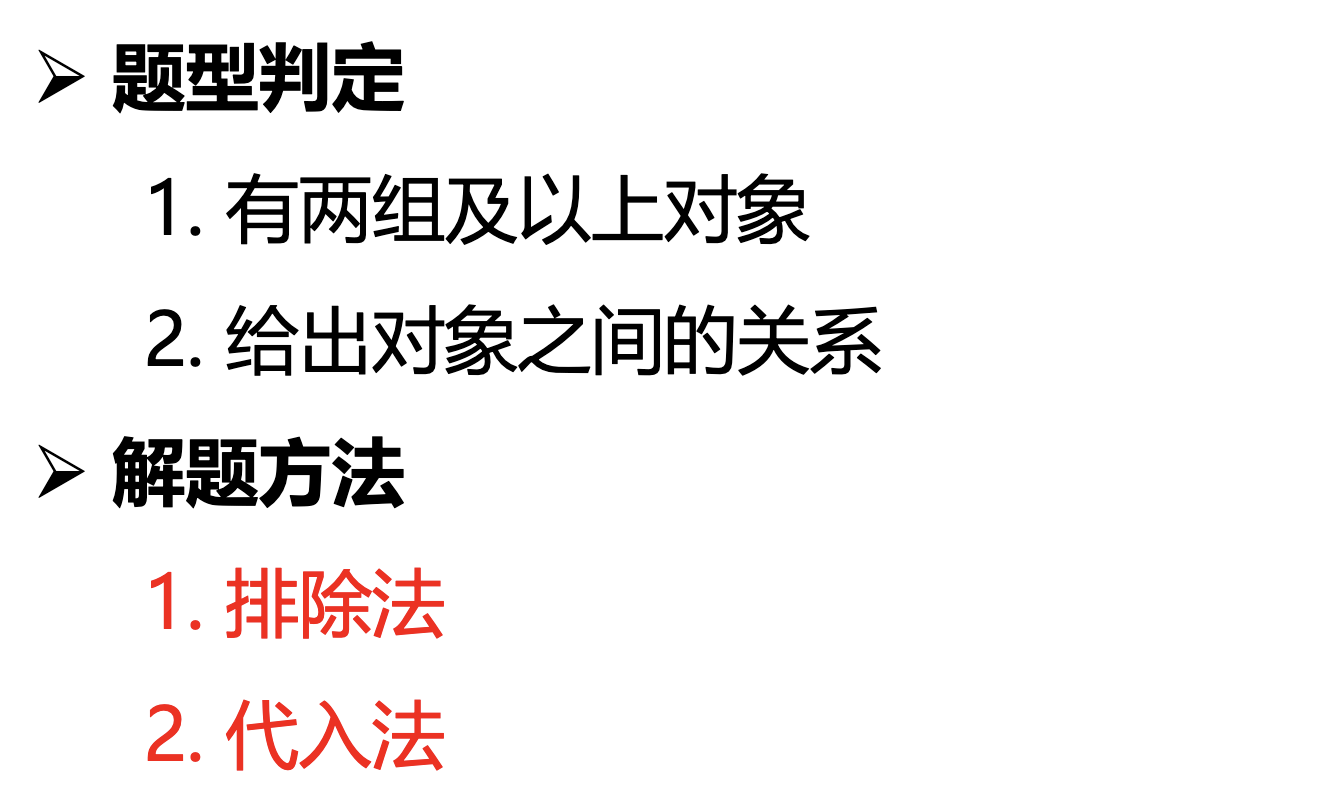 ➢ 题型判定
1. 有两组及以上对象
2. 给出对象之间的关系
➢ 解题方法
1. 排除法
2. 代入法